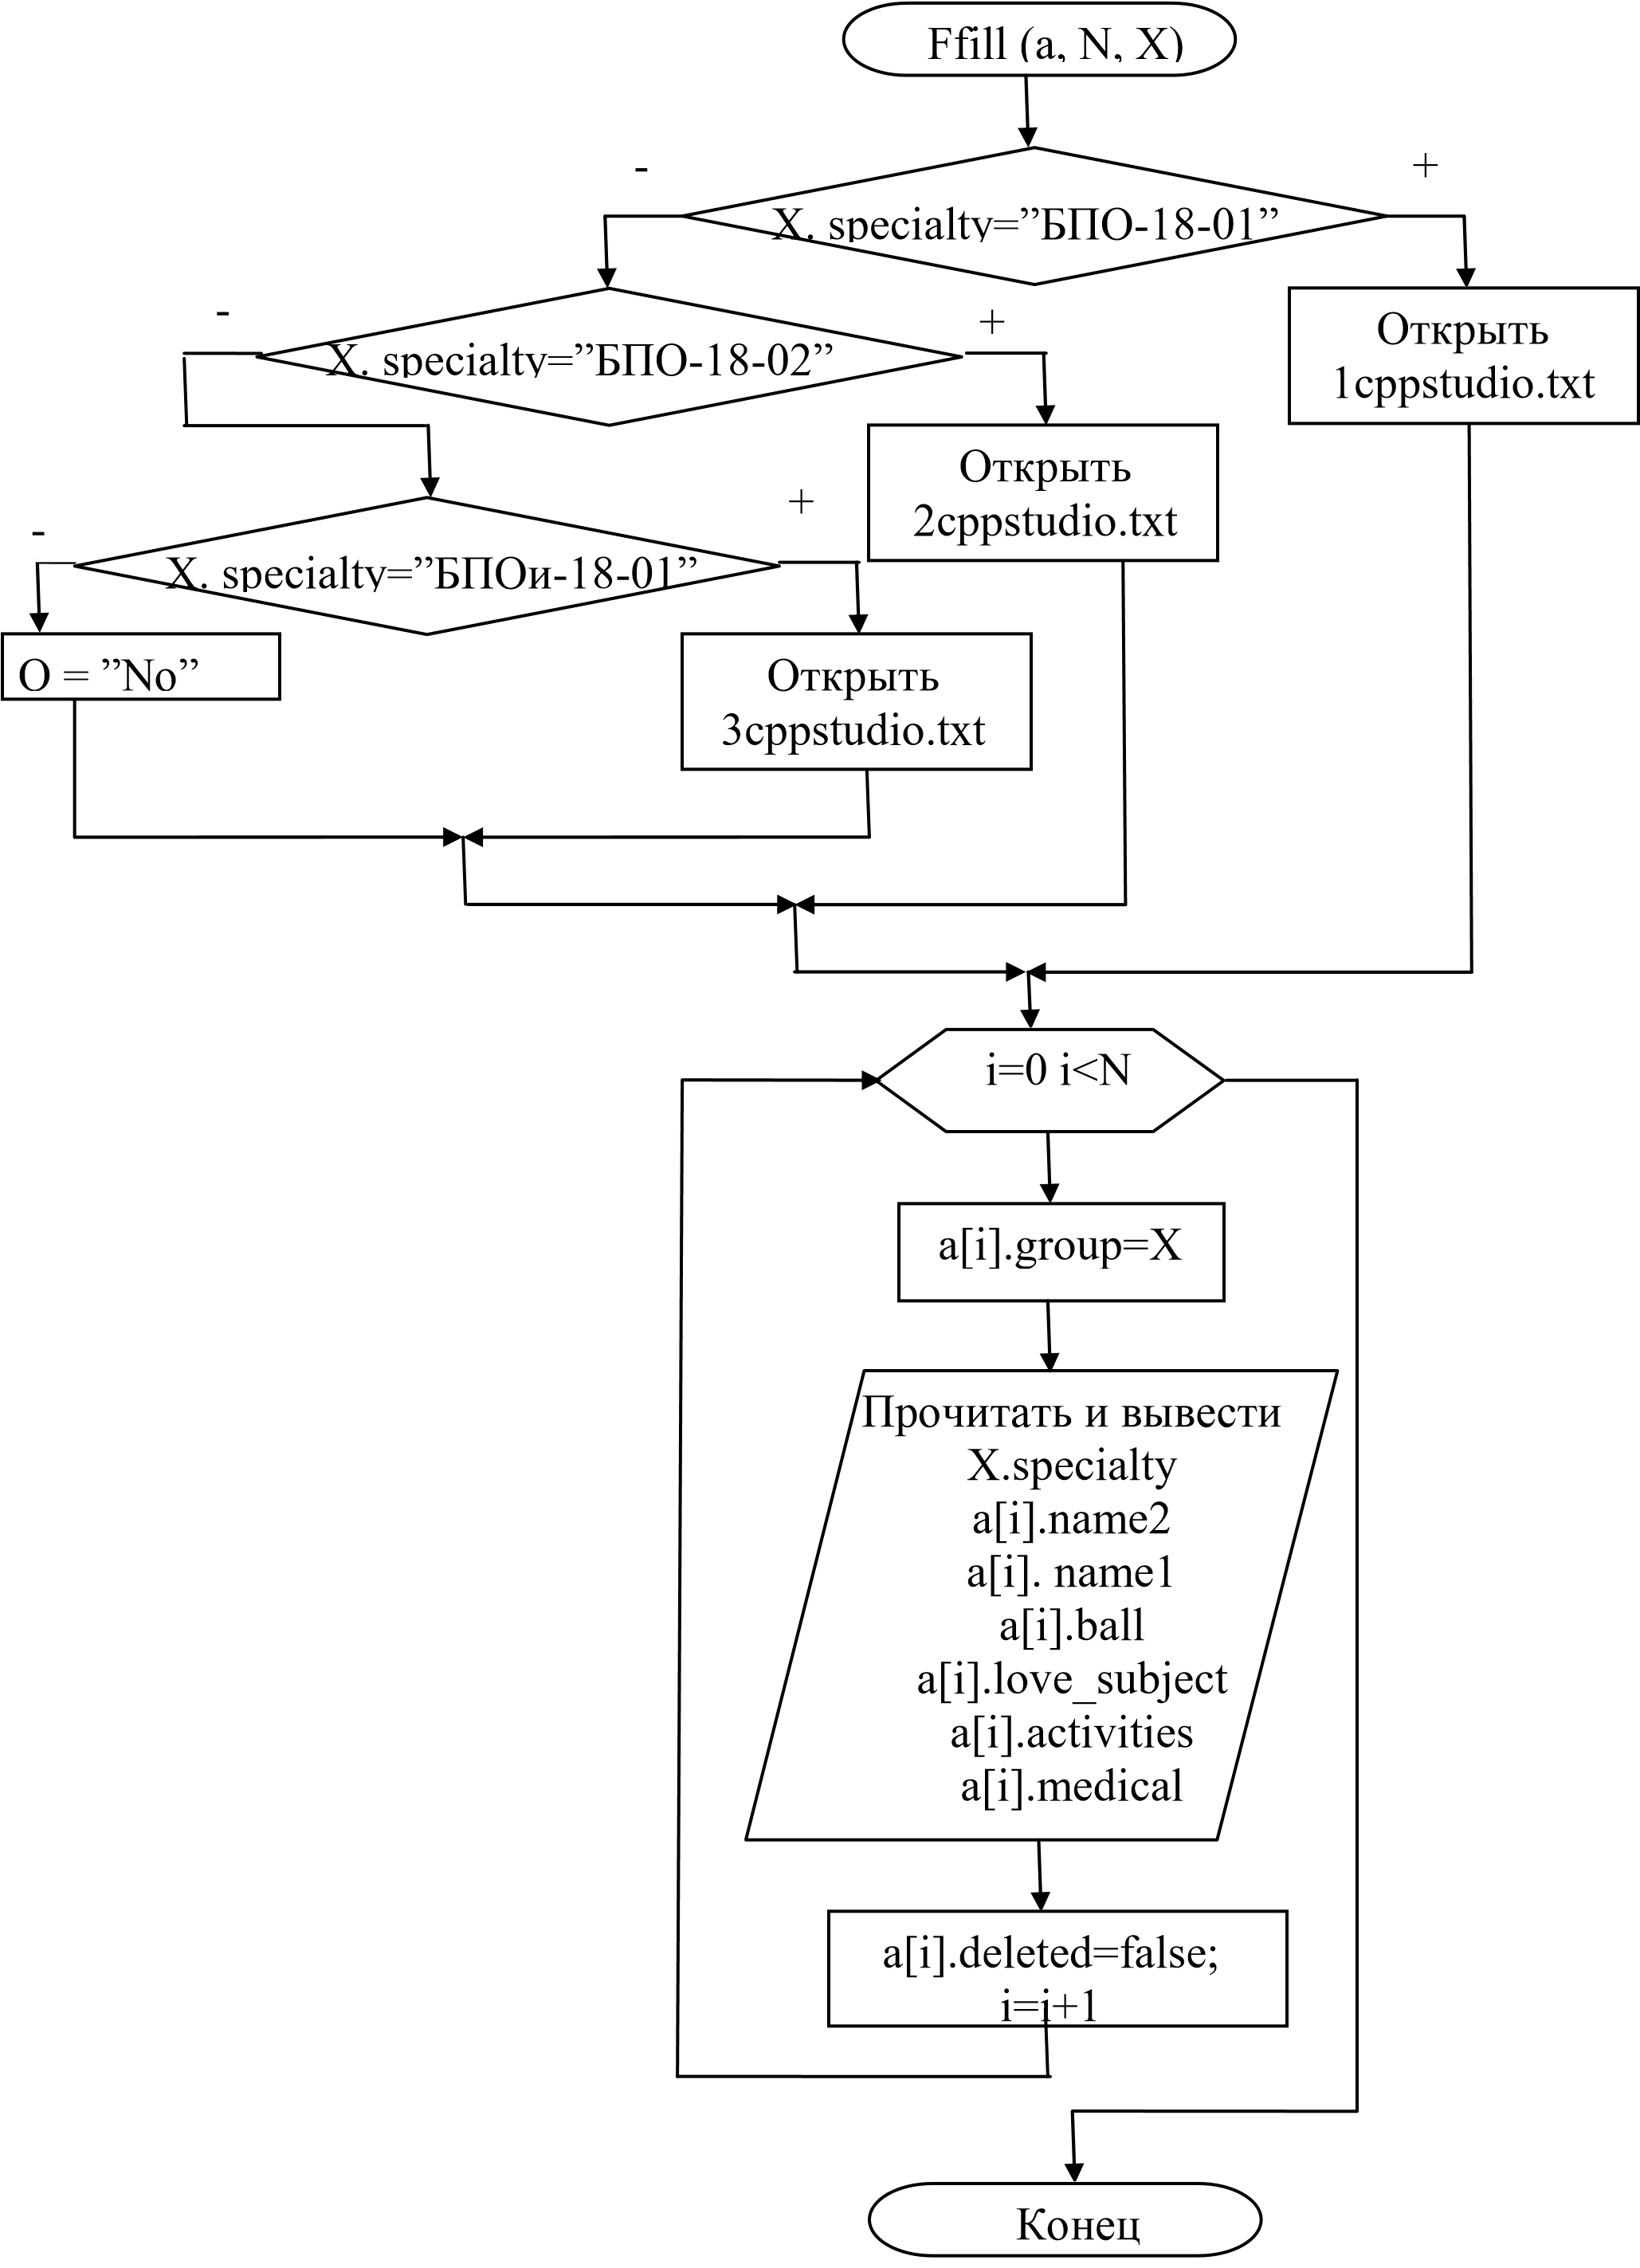 Ffill (a, N, X)
-
+
X. specialty=”БПО-18-01”
-
+
X. specialty=”БПО-18-02”
Открыть
1cppstudio.txt
Открыть
2cppstudio.txt
-
+
X. specialty=”БПОи-18-01”
O = ”No”
Открыть
3cppstudio.txt
i=0 i<N
a[i].group=X
Прочитать и вывести
X.specialty
a[i].name2
a[i]. name1
a[i].ball
a[i].love_subject
a[i].activities
a[i].medical
a[i].deleted=false;
i=i+1
Конец